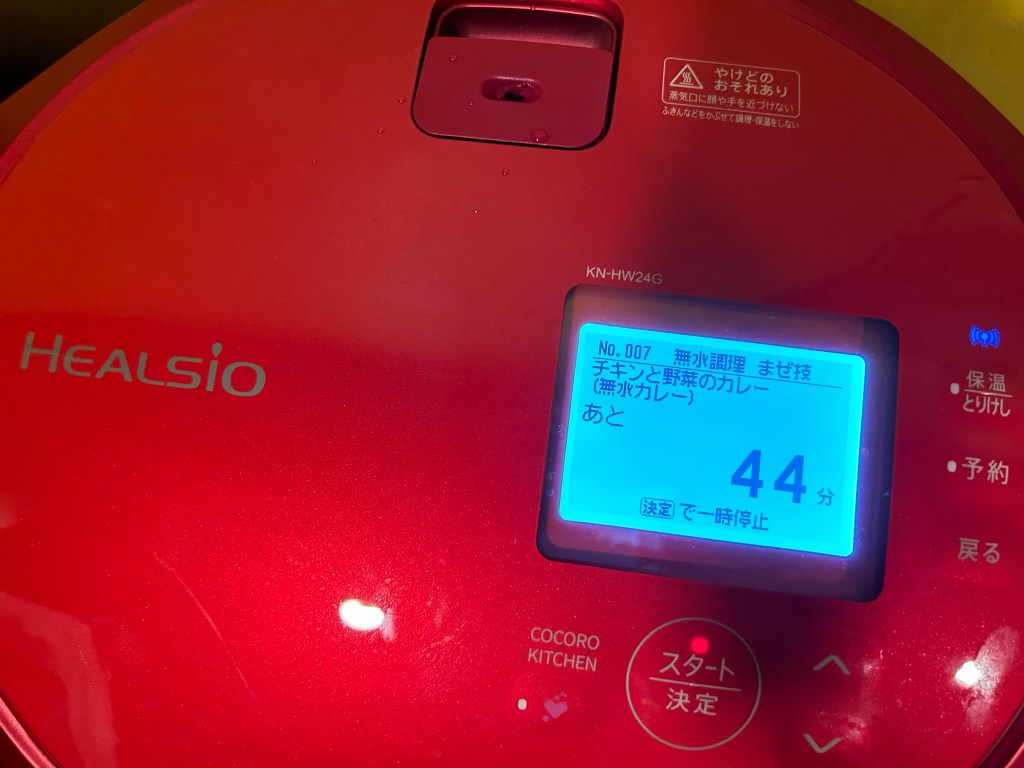 やけどの
おそれあり
蒸気口に顔や手を近づけない
ふきんなどをかぶせて調理・保温をしない
KN-HW24G
HEALSIO
No.007 無水調理 まぜ技
チキンと野菜のカレー
(無水カレー)
あと
44分
決定で一時停止
保温
とりけし
予約
戻る
COCORO
KITCHEN
スタート
決定